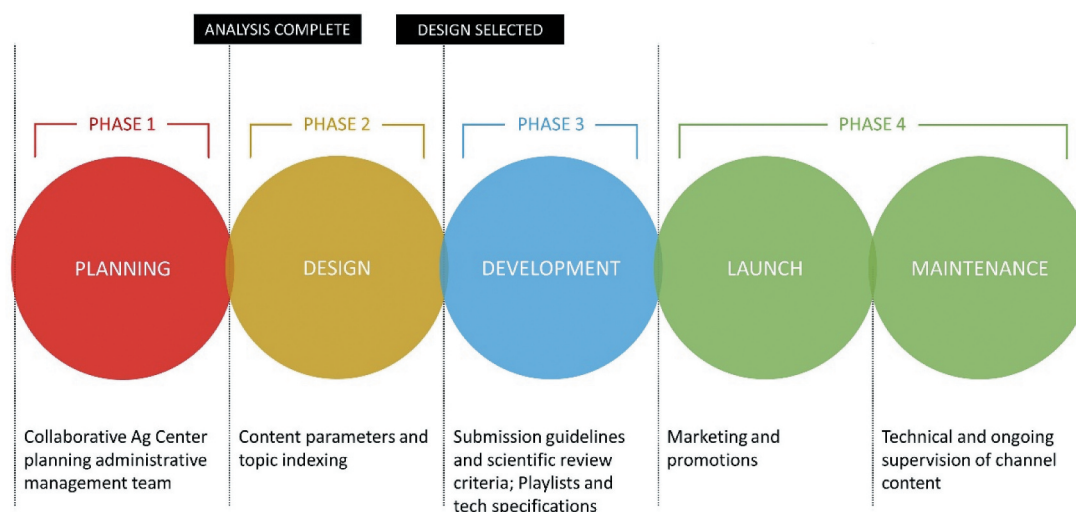 ANALYSIS COMPLETE
DESIGN SELECTED
PHASE 1
PHASE 2
PHASE 3
PHASE 4
PLANNING
DESIGN
DEVELOPMENT
LAUNCH
MAINTENANCE
Collaborative Ag Center
planning administrative
management team
Content parameters and
topic indexing
Submission guidelines
and scientific review
criteria; Playlists and
tech specifications
Marketing and
promotions
Technical and ongoing
supervision of channel
content